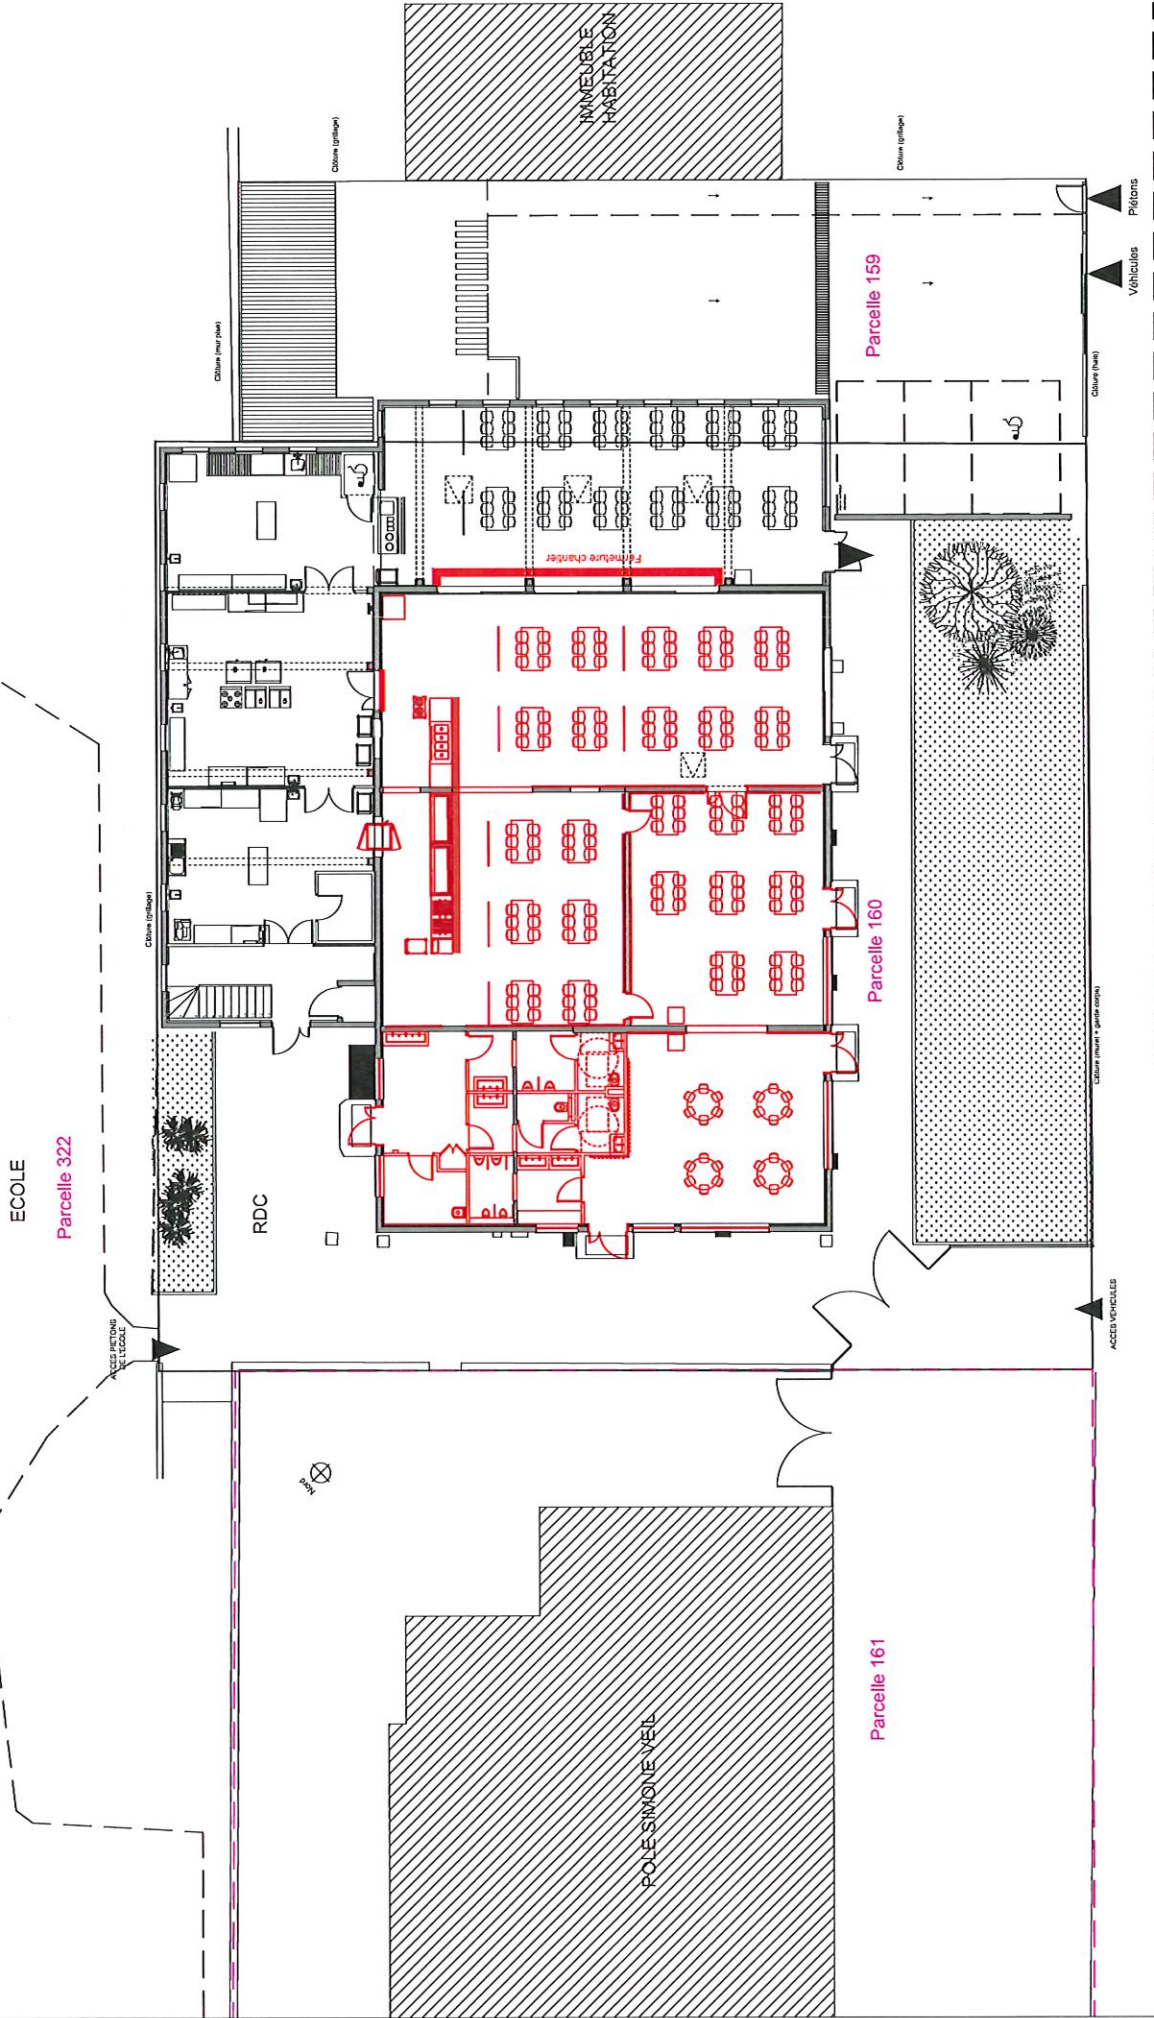 IMMEUBLE
HABITATION
Clôture (grillage)
Clôture (grillage)
Piétons
Véhicules
Parcelle 159
Clôture (mur pisé)
Clôture (haie)
Fermeture chantier
Clôture (grillage)
Parcelle 160
Clôture (muret + garde corps)
ECOLE
Parcelle 322
RDC
ACCES PIETONS
DE L'ECOLE
ACCES VEHICULES
Nord
Parcelle 161
POLE SIMONE VEIL